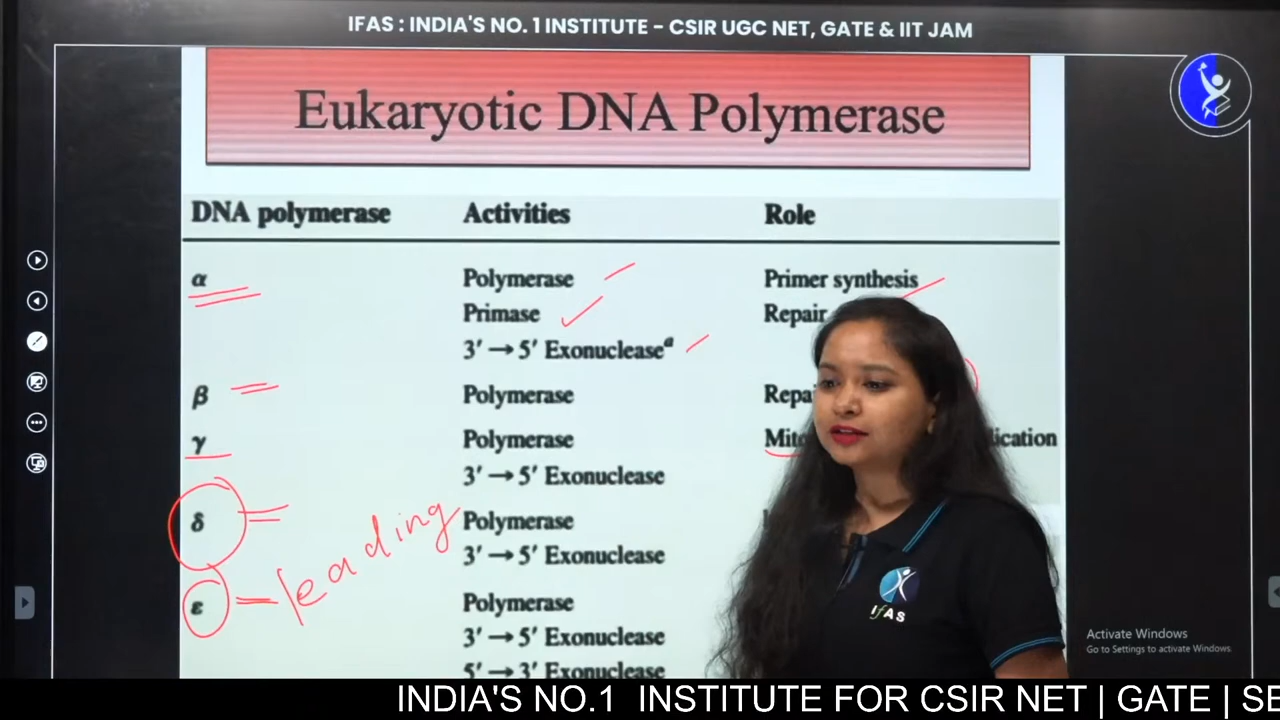 IFAS : INDIA'S NO. 1 INSTITUTE – CSIR UGC NET, GATE & IIT JAM
Eukaryotic DNA Polymerase
DNA polymerase Activities Role
α Polymerase Primer synthesis
Primase Repair
3′ → 5′ Exonucleaseᵃ
β Polymerase
γ Polymerase
3′ → 5′ Exonuclease
δ Polymerase
3′ → 5′ Exonuclease
leading
ε Polymerase
3′ → 5′ Exonuclease
5′ → 3′ Exonuclease
IFAS
Activate Windows
Go to Settings to activate Windows.
INDIA'S NO.1 INSTITUTE FOR CSIR NET | GATE |